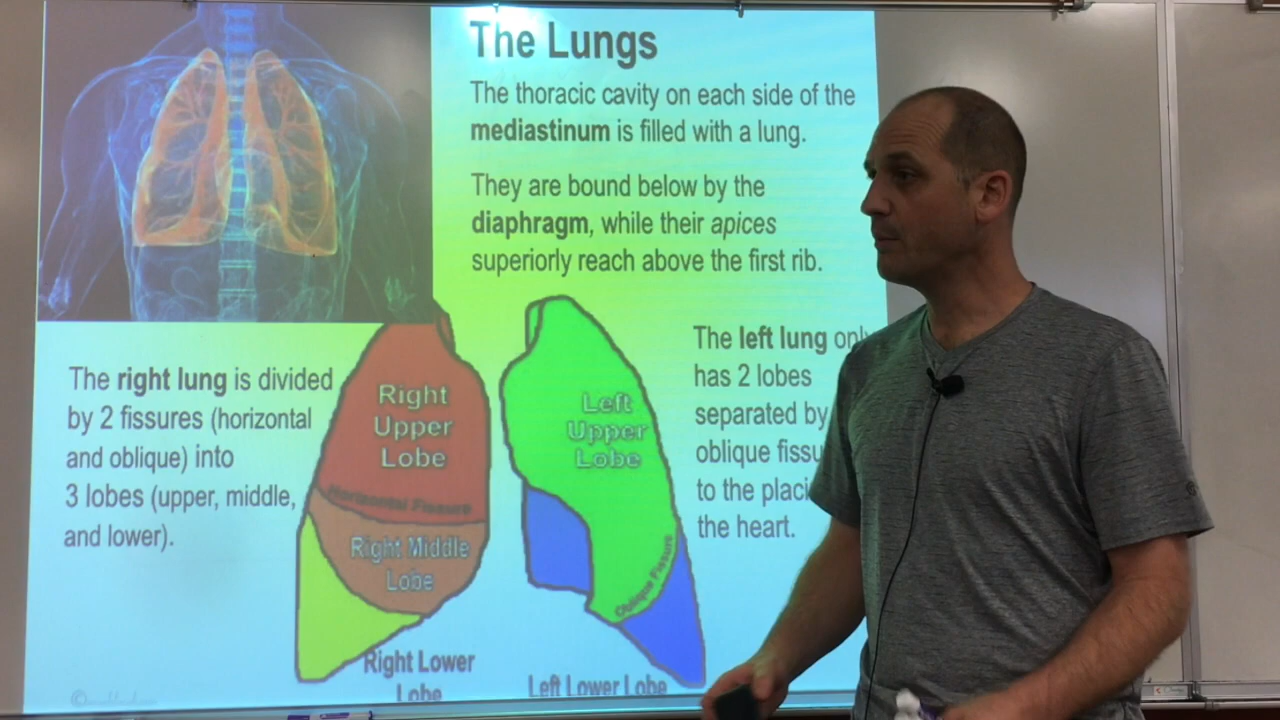 The Lungs
The thoracic cavity on each side of the
mediastinum is filled with a lung.
They are bound below by the
diaphragm, while their apices
superiorly reach above the first rib.
The right lung is divided
by 2 fissures (horizontal
and oblique) into
3 lobes (upper, middle,
and lower).
Right
Upper
Lobe
Horizontal Fissure
Right Middle
Lobe
Right Lower
Lobe
Left
Upper
Lobe
Oblique Fissure
Left Lower Lobe
The left lung only
has 2 lobes
separated by
oblique fissu
to the placi
the heart.